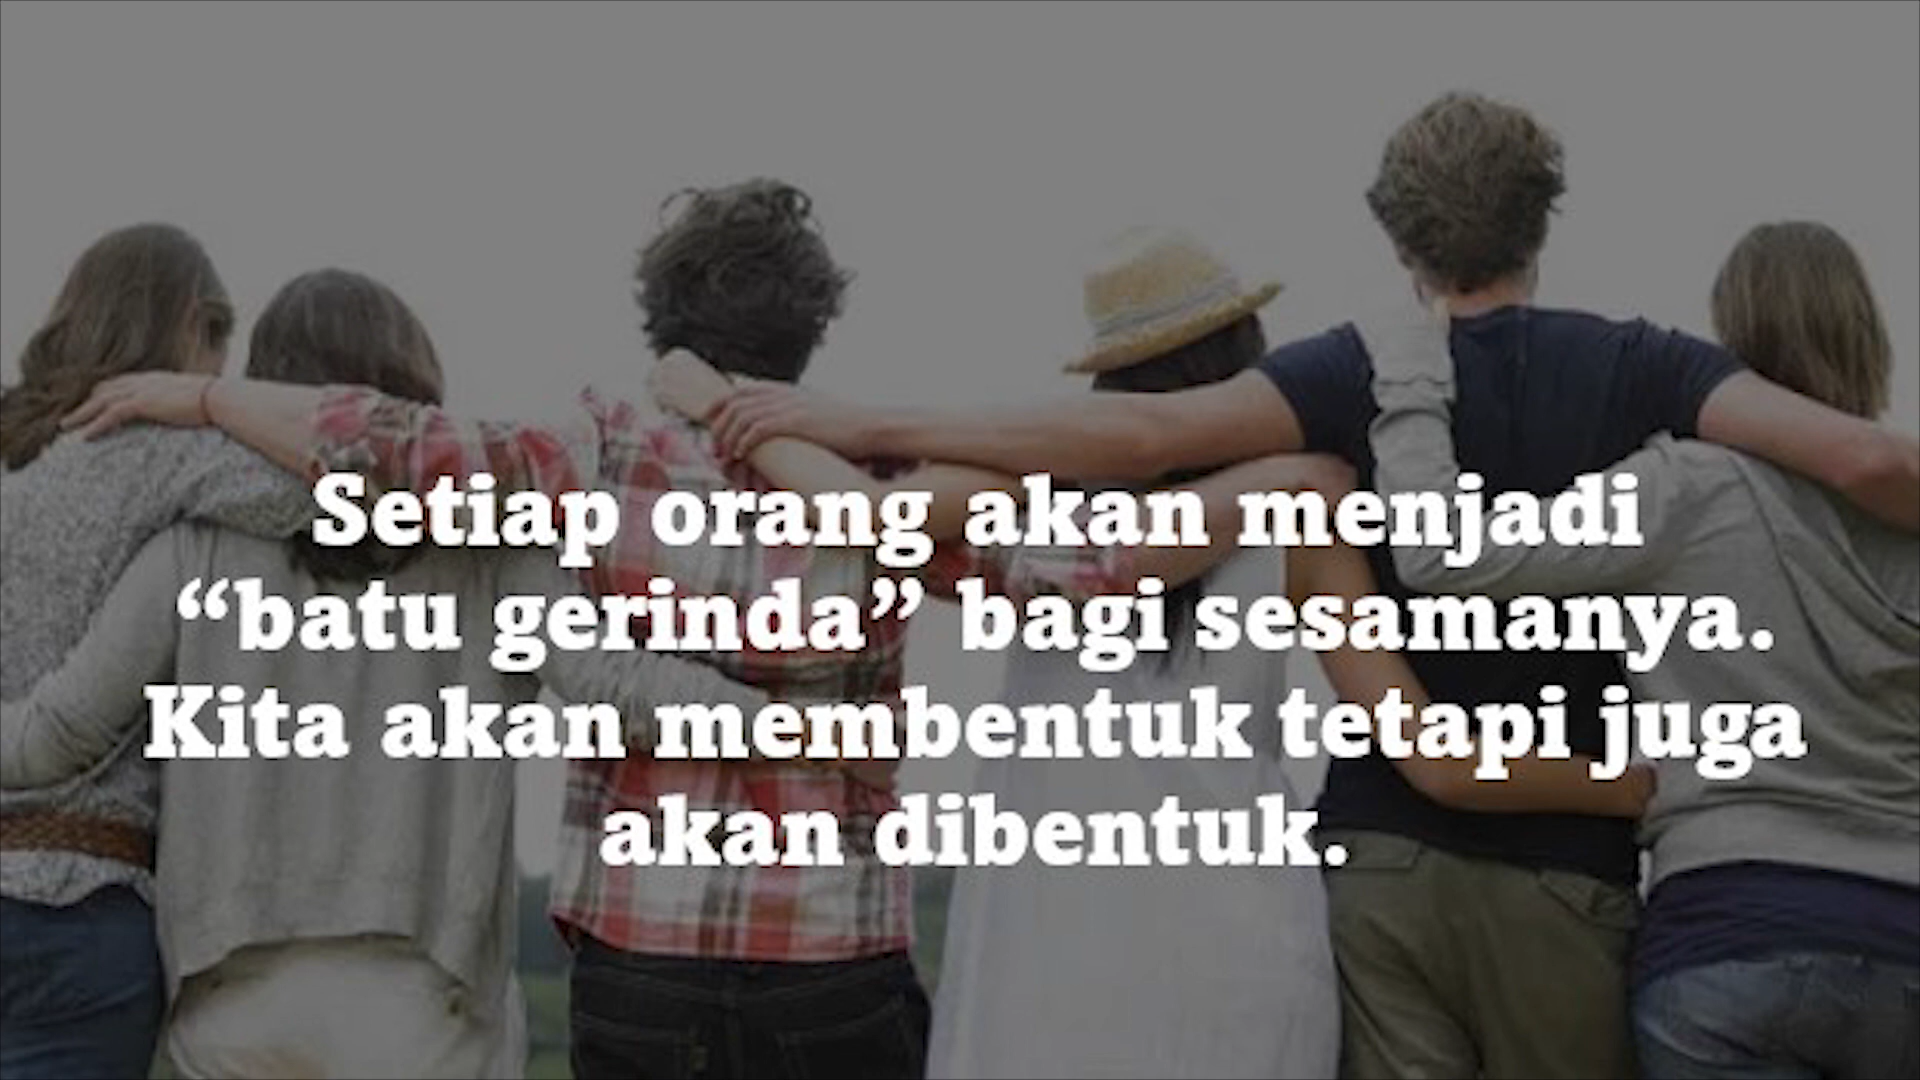 Setiap orang akan menjadi
“batu gerinda” bagi sesamanya.
Kita akan membentuk tetapi juga
akan dibentuk.